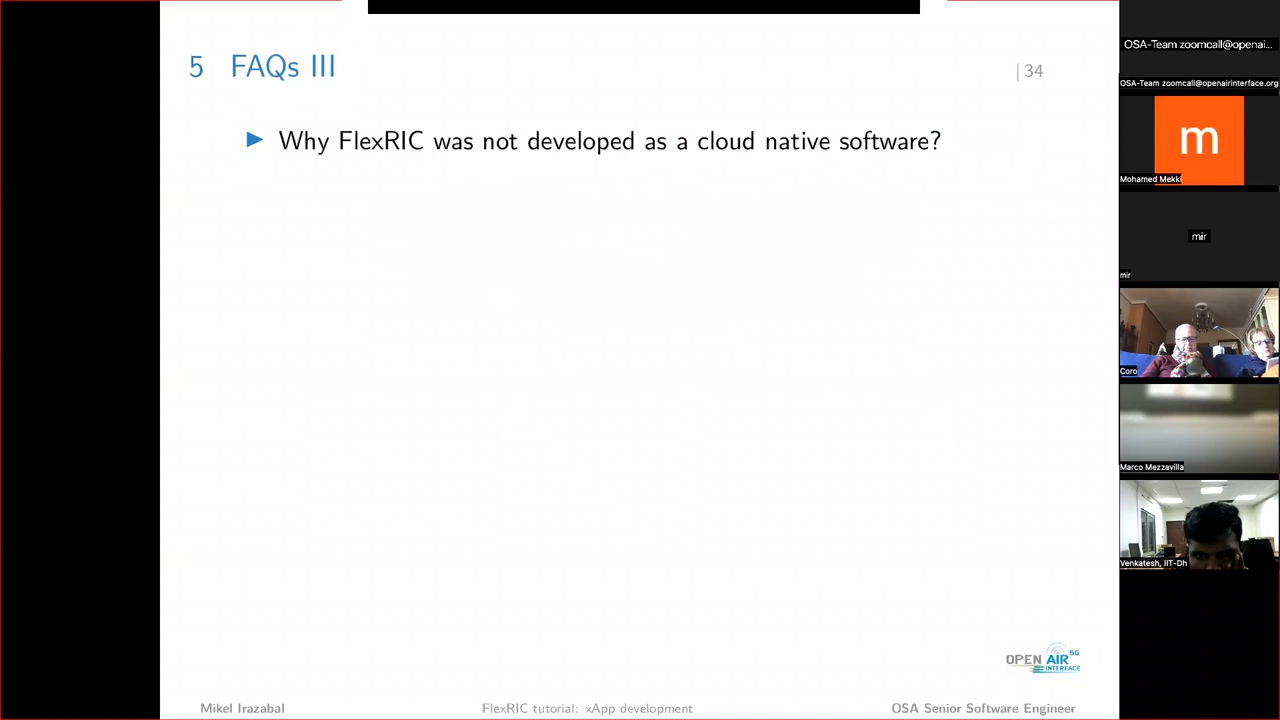 5 FAQs III
| 34
Why FlexRIC was not developed as a cloud native software?
OPEN AIR 5G
INTERFACE
Mikel Irazabal
FlexRIC tutorial: xApp development
OSA Senior Software Engineer
OSA-Team zoomcall@openai...
OSA-Team zoomcall@openairinterface.org
m
Mohamed Mekki
mir
mir
Coro
Marco Mezzavilla
Venkatesh, IIT-Dh